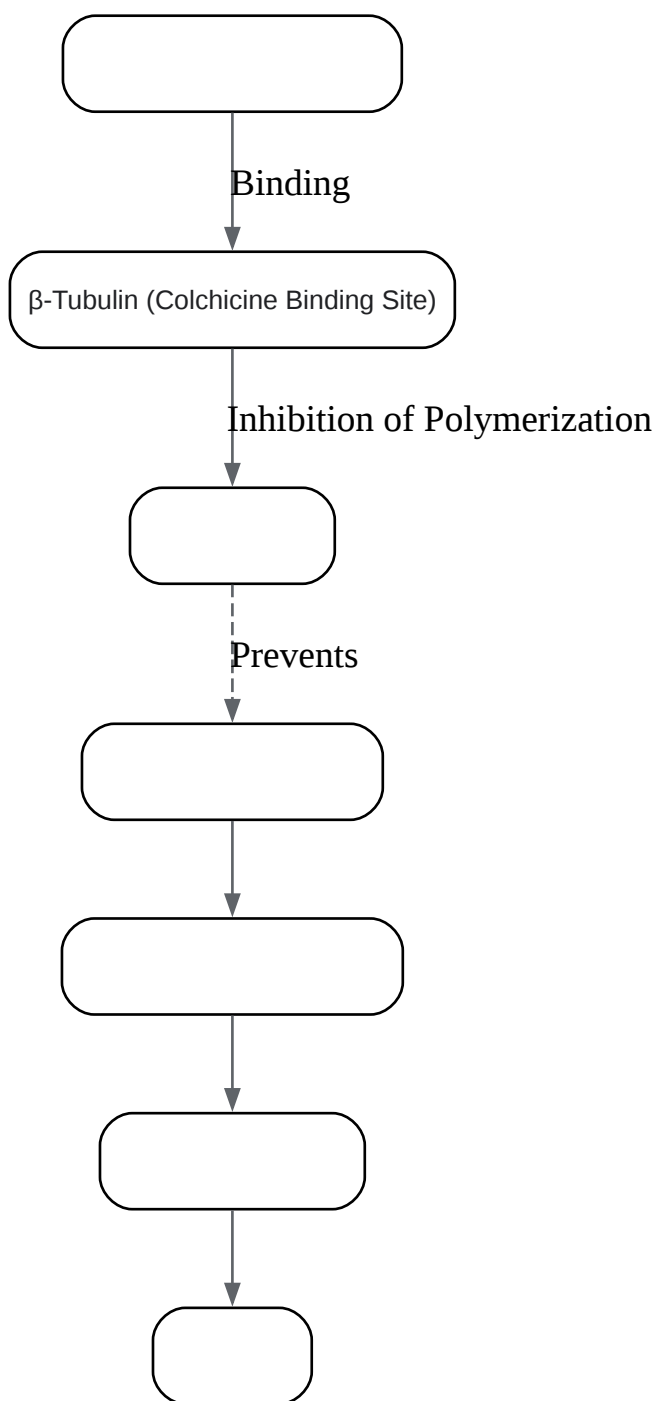 Binding
β-Tubulin (Colchicine Binding Site)
Inhibition of Polymerization
Prevents